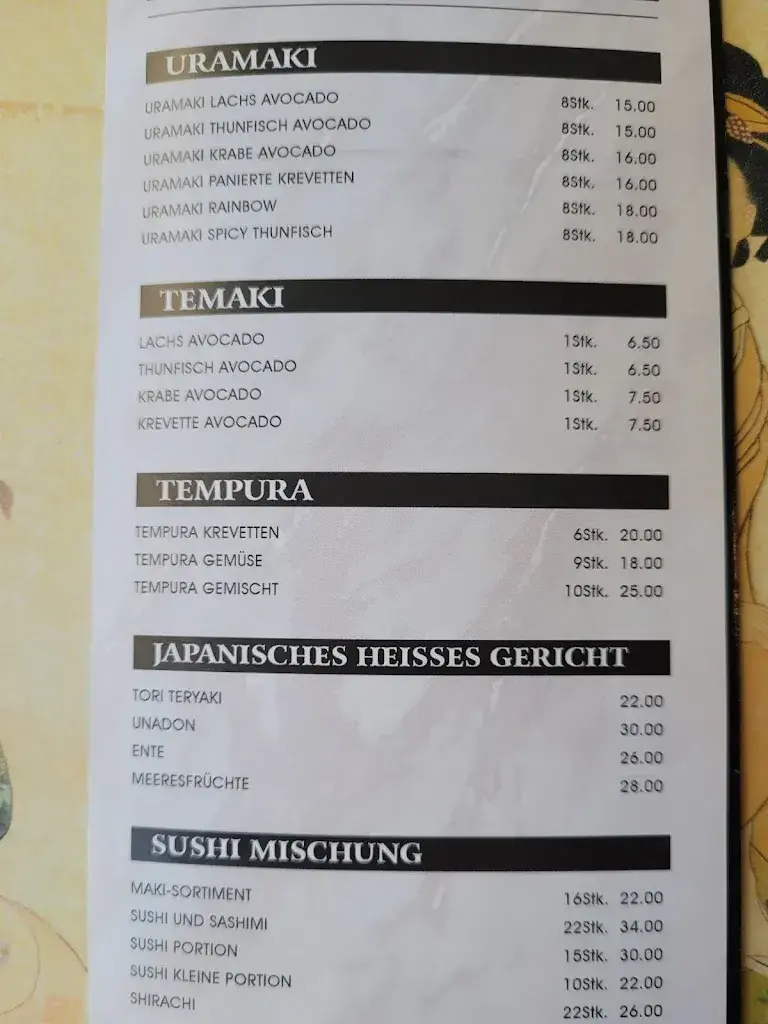 URAMAKI
URAMAKI LACHS AVOCADO 8Stk. 15.00
URAMAKI THUNFISCH AVOCADO 8Stk. 15.00
URAMAKI KRABE AVOCADO 8Stk. 16.00
URAMAKI PANIERTE KREVETTEN 8Stk. 16.00
URAMAKI RAINBOW 8Stk. 18.00
URAMAKI SPICY THUNFISCH 8Stk. 18.00
TEMAKI
LACHS AVOCADO 1Stk. 6.50
THUNFISCH AVOCADO 1Stk. 6.50
KRABE AVOCADO 1Stk. 7.50
KREVETTE AVOCADO 1Stk. 7.50
TEMPURA
TEMPURA KREVETTEN 6Stk. 20.00
TEMPURA GEMÜSE 9Stk. 18.00
TEMPURA GEMISCHT 10Stk. 25.00
JAPANISCHES HEISSES GERICHT
TORI TERYAKI 22.00
UNADON 30.00
ENTE 26.00
MEERESFRÜCHTE 28.00
SUSHI MISCHUNG
MAKI-SORTIMENT 16Stk. 22.00
SUSHI UND SASHIMI 22Stk. 34.00
SUSHI PORTION 15Stk. 30.00
SUSHI KLEINE PORTION 10Stk. 22.00
SHIRACHI 22Stk. 26.00